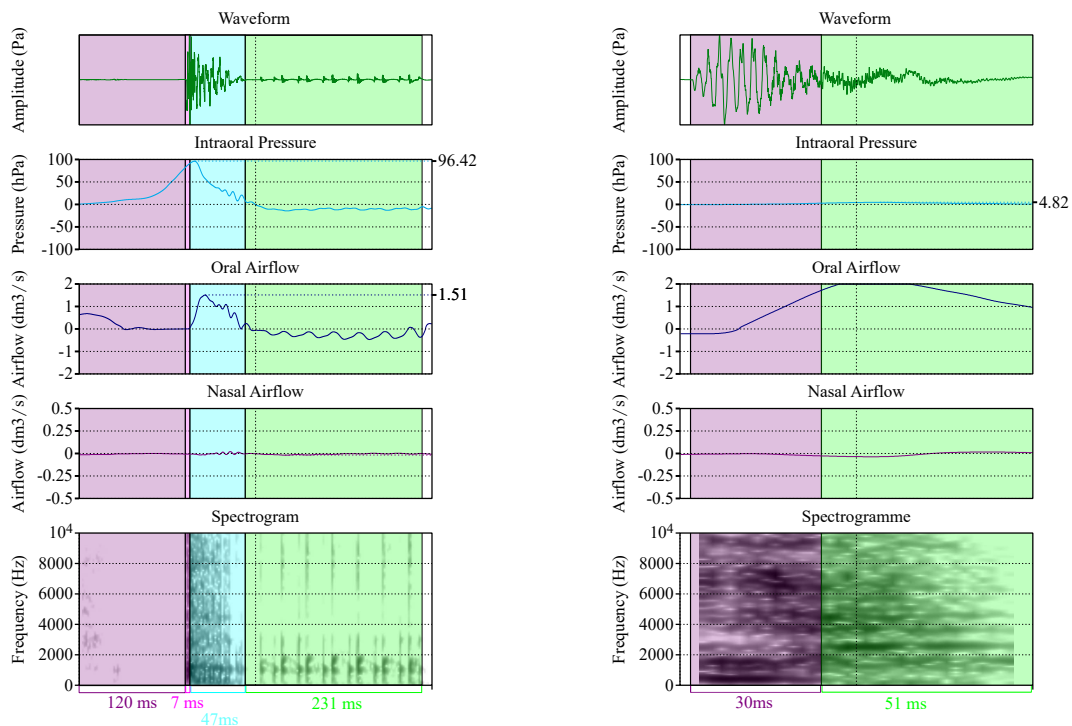 Waveform
Amplitude (Pa)
Intraoral Pressure
Pressure (hPa)
100
50
0
-50
-100
96.42
Oral Airflow
Airflow (dm3/s)
2
1
0
-1
-2
1.51
Nasal Airflow
Airflow (dm3/s)
0.5
0.25
0
-0.25
-0.5
Spectrogram
Frequency (Hz)
10⁴
8000
6000
4000
2000
0
120 ms
7 ms
47ms
231 ms
Waveform
Amplitude (Pa)
Intraoral Pressure
Pressure (hPa)
100
50
0
-50
-100
4.82
Oral Airflow
Airflow (dm3/s)
2
1
0
-1
-2
Nasal Airflow
Airflow (dm3/s)
0.5
0.25
0
-0.25
-0.5
Spectrogramme
Frequency (Hz)
10⁴
8000
6000
4000
2000
0
30ms
51 ms